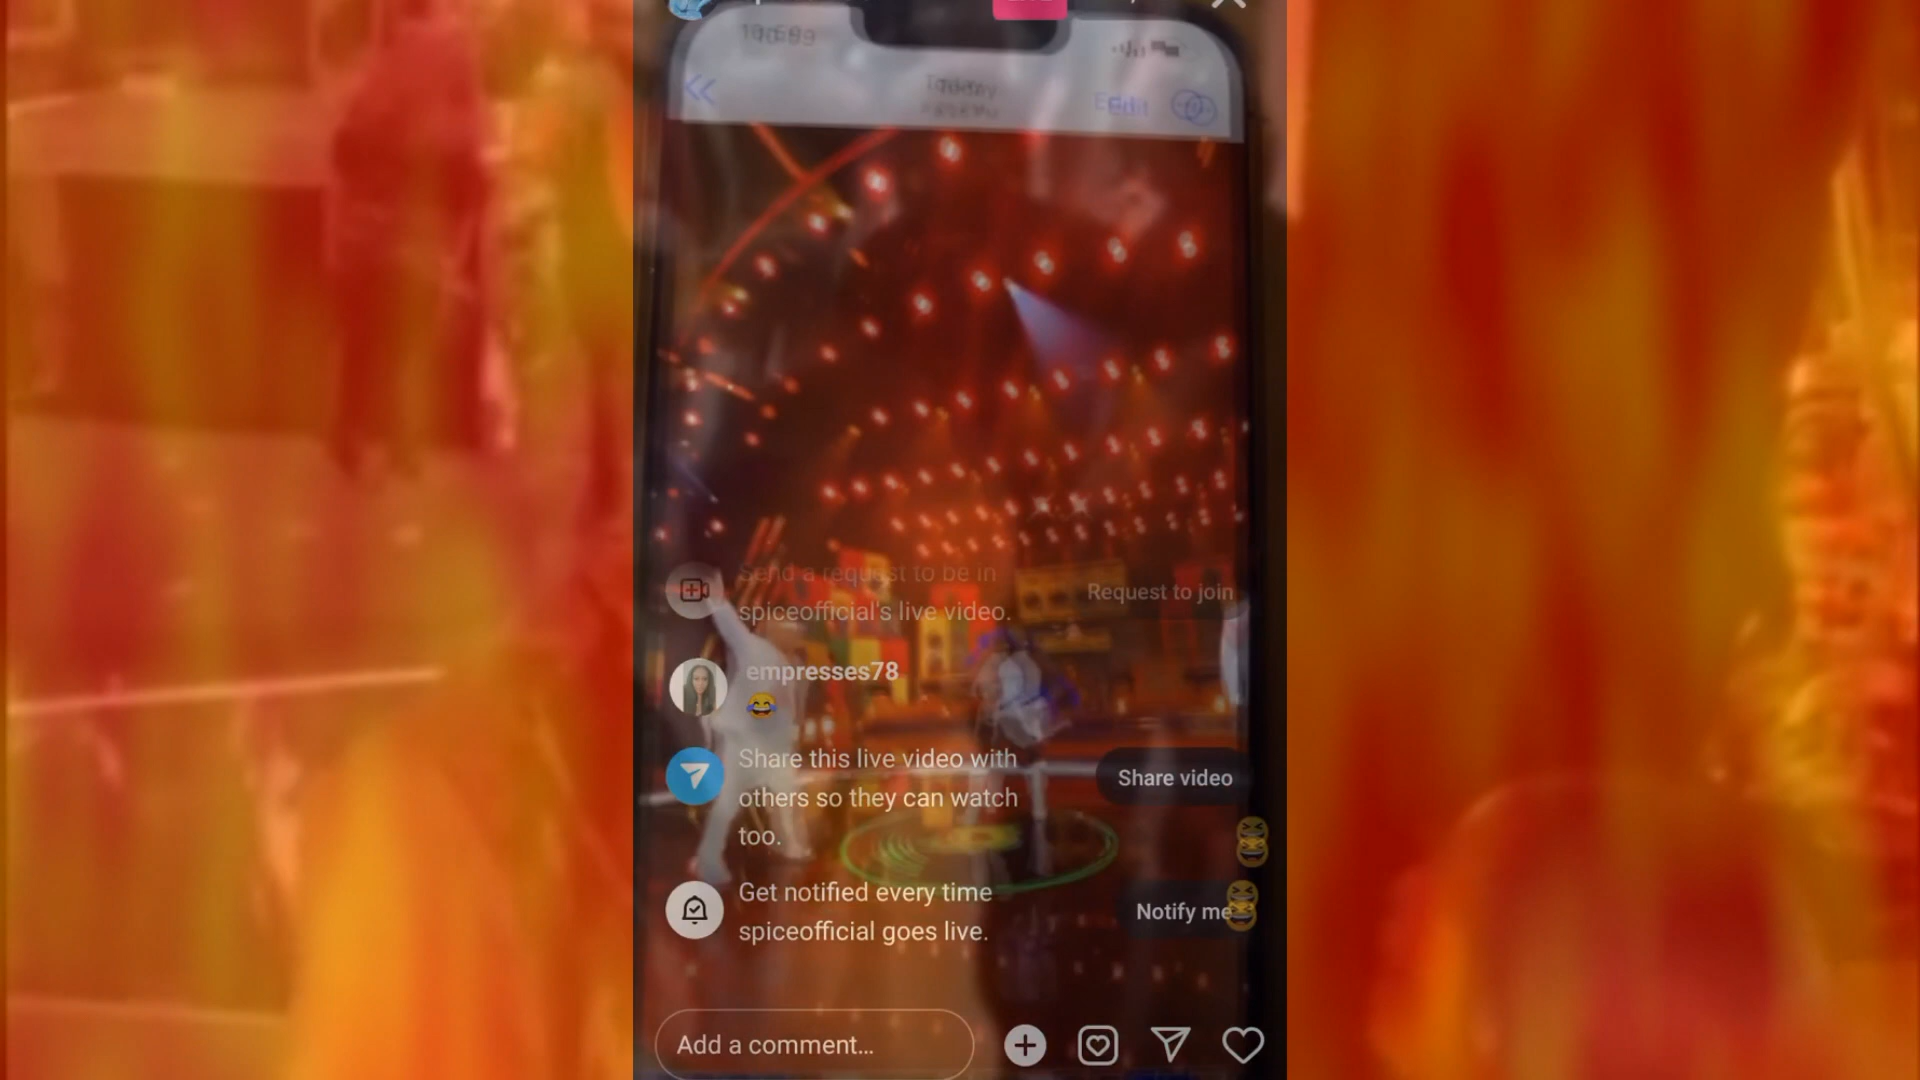 Edit
Send a request to be in
spiceofficial's live video.
Request to join
empresses78
Share this live video with
others so they can watch
too.
Share video
Get notified every time
spiceofficial goes live.
Notify me
Add a comment...